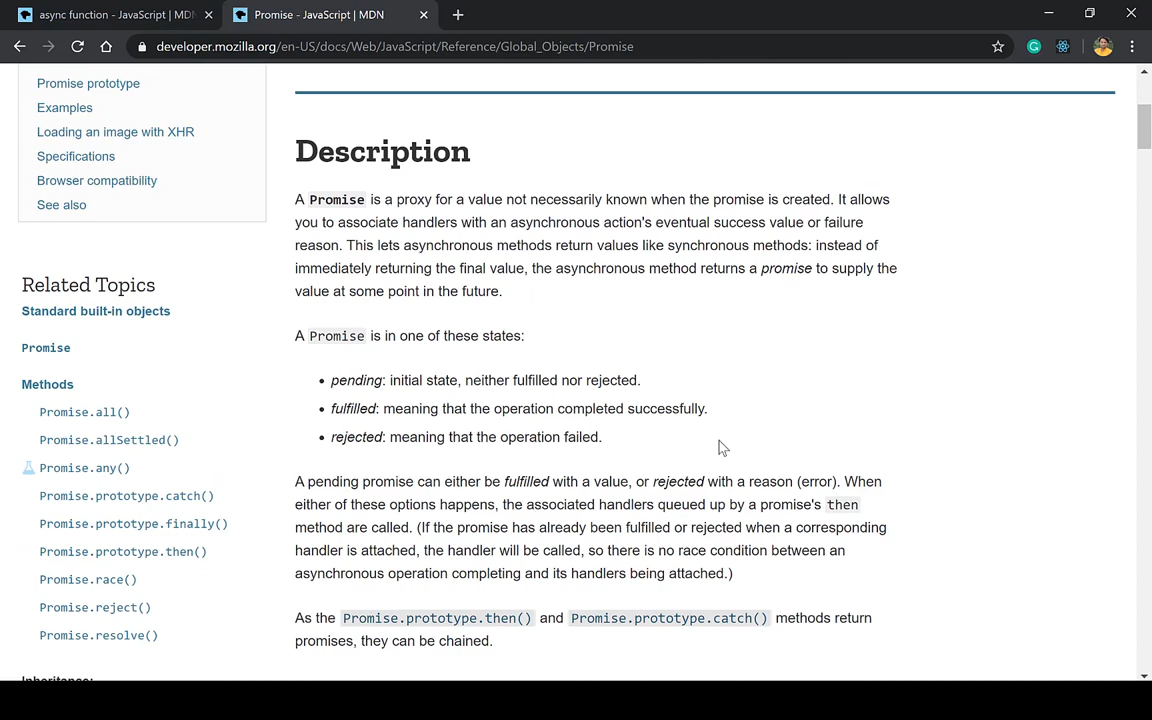 async function - JavaScript | MDN
Promise - JavaScript | MDN
developer.mozilla.org/en-US/docs/Web/JavaScript/Reference/Global_Objects/Promise
Promise prototype
Examples
Loading an image with XHR
Specifications
Browser compatibility
See also
Related Topics
Standard built-in objects
Promise
Methods
Promise.all()
Promise.allSettled()
Promise.any()
Promise.prototype.catch()
Promise.prototype.finally()
Promise.prototype.then()
Promise.race()
Promise.reject()
Promise.resolve()
Inheritance:
Description
A Promise is a proxy for a value not necessarily known when the promise is created. It allows
you to associate handlers with an asynchronous action's eventual success value or failure
reason. This lets asynchronous methods return values like synchronous methods: instead of
immediately returning the final value, the asynchronous method returns a promise to supply the
value at some point in the future.
A Promise is in one of these states:
• pending: initial state, neither fulfilled nor rejected.
• fulfilled: meaning that the operation completed successfully.
• rejected: meaning that the operation failed.
A pending promise can either be fulfilled with a value, or rejected with a reason (error). When
either of these options happens, the associated handlers queued up by a promise's then
method are called. (If the promise has already been fulfilled or rejected when a corresponding
handler is attached, the handler will be called, so there is no race condition between an
asynchronous operation completing and its handlers being attached.)
As the Promise.prototype.then() and Promise.prototype.catch() methods return
promises, they can be chained.